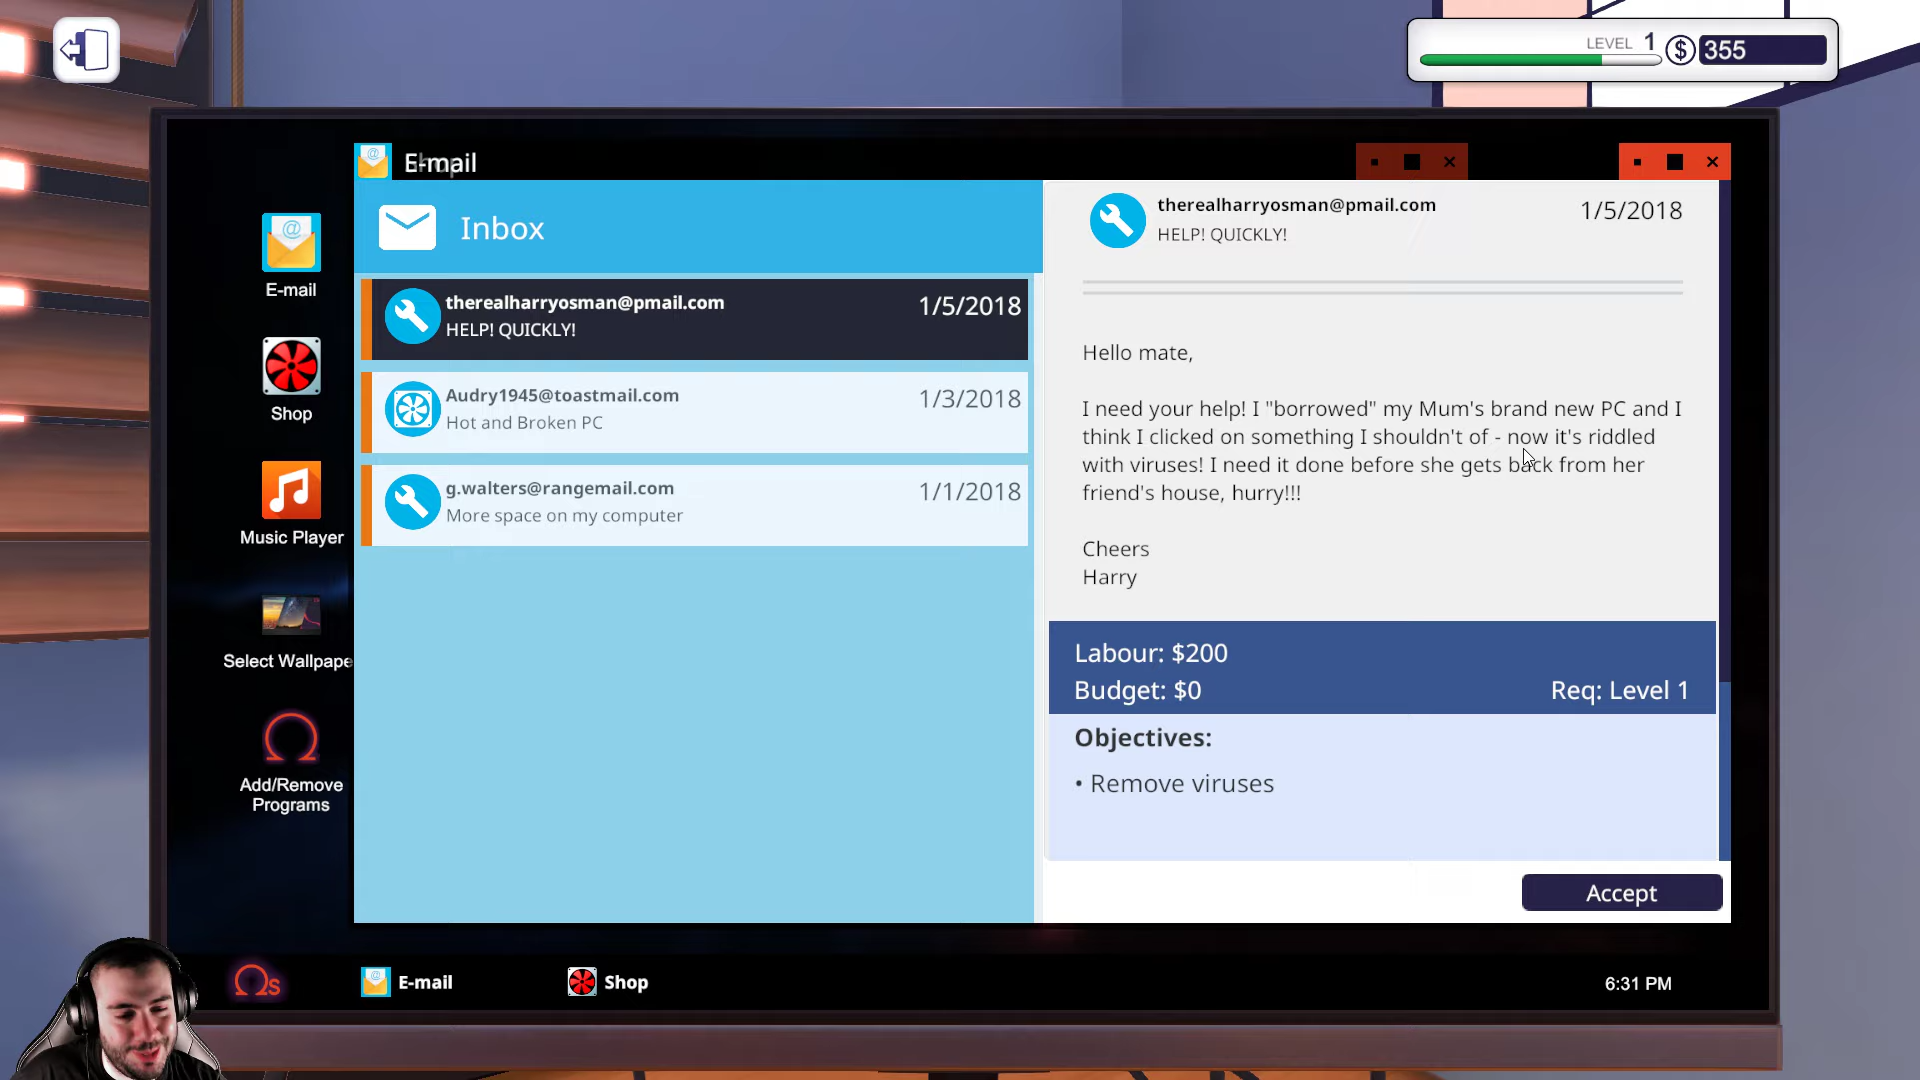 LEVEL 1
$ 355
E-mail
Inbox
therealharryosman@pmail.com
1/5/2018
HELP! QUICKLY!
Audry1945@toastmail.com
1/3/2018
Hot and Broken PC
g.walters@rangemail.com
1/1/2018
More space on my computer
E-mail
Shop
Music Player
Select Wallpape
Add/Remove
Programs
therealharryosman@pmail.com
1/5/2018
HELP! QUICKLY!
Hello mate,
I need your help! I "borrowed" my Mum's brand new PC and I
think I clicked on something I shouldn't of - now it's riddled
with viruses! I need it done before she gets back from her
friend's house, hurry!!!
Cheers
Harry
Labour: $200
Budget: $0
Req: Level 1
Objectives:
• Remove viruses
Accept
Ωs
E-mail
Shop
6:31 PM